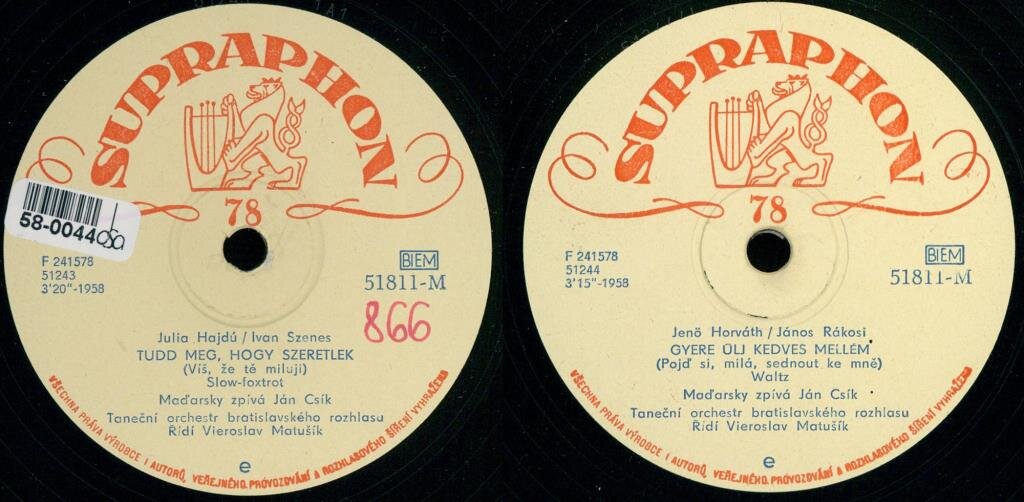 SUPRAPHON
78
58-0044
F 241578
51243
3'20"-1958
BIEM
51811-M
866
Julia Hajdú/Ivan Szenes
TUDD MEG, HOGY SZERETLEK
(Víš, že tě miluji)
Slow-foxtrot
Maďarsky zpívá Ján Csík
Taneční orchestr bratislavského rozhlasu
Řídí Vieroslav Matušík
e
VŠECHNA PRÁVA VÝROBCE I AUTORŮ, VEŘEJNÉHO PROVOZOVÁNÍ A ROZHLASOVÉHO ŠÍŘENÍ VYHRAŽENA
SUPRAPHON
78
F 241578
51244
3'15"-1958
BIEM
51811-M
Jenö Horváth/János Rákosi
GYERE ÜLJ KEDVES MELLÉM
(Pojď si, milá, sednout ke mně)
Waltz
Maďarsky zpívá Ján Csík
Taneční orchestr bratislavského rozhlasu
Řídí Vieroslav Matušík
e
VŠECHNA PRÁVA VÝROBCE I AUTORŮ, VEŘEJNÉHO PROVOZOVÁNÍ A ROZHLASOVÉHO ŠÍŘENÍ VYHRAŽENA